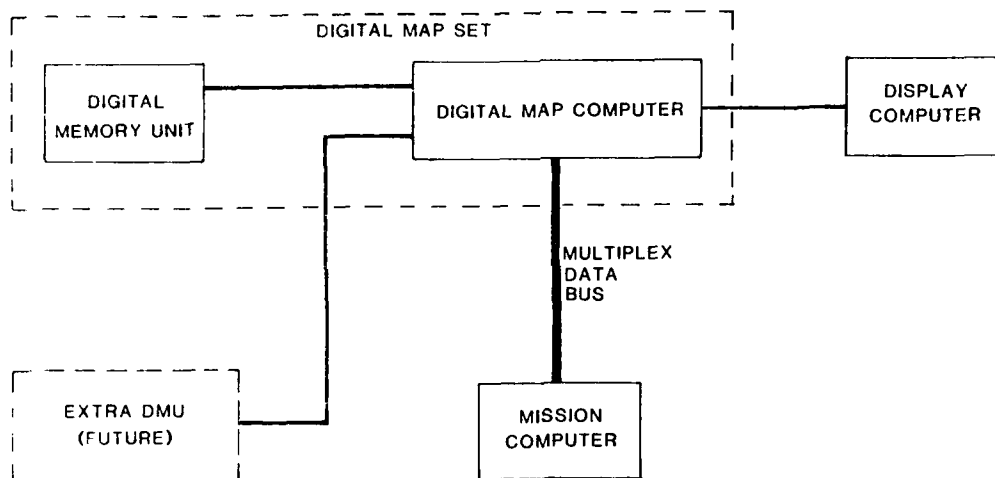 DIGITAL MAP SET
DIGITAL
MEMORY UNIT
DIGITAL MAP COMPUTER
DISPLAY
COMPUTER
MULTIPLEX
DATA
BUS
EXTRA DMU
(FUTURE)
MISSION
COMPUTER